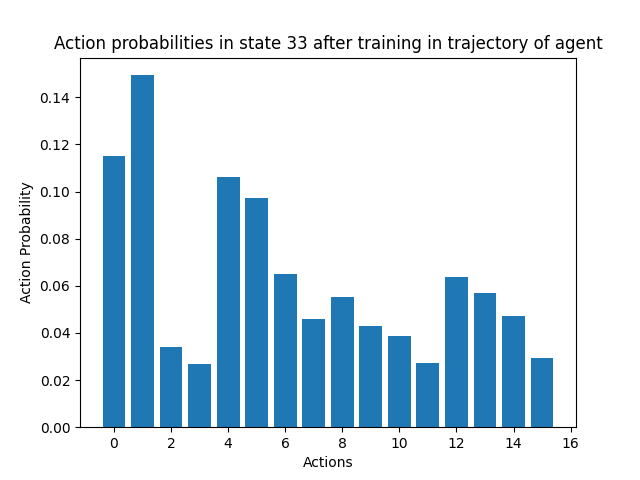 Action probabilities in state 33 after training in trajectory of agent
0.14
0.12
0.10
0.08
0.06
0.04
0.02
0.00
Action Probability
0 2 4 6 8 10 12 14 16
Actions